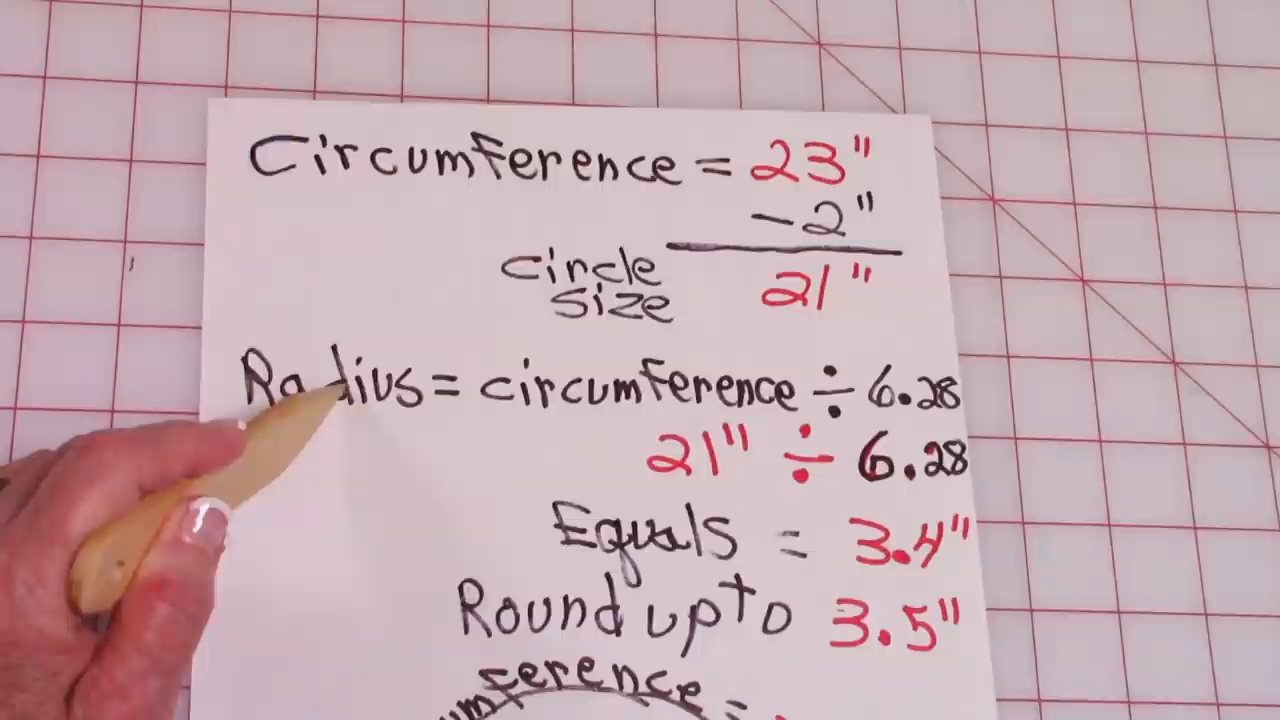 Circumference = 23"
-2"
circle 21"
size
Radius = circumference ÷ 6.28
21" ÷ 6.28
Equals = 3.4"
Round up to 3.5"
ference =